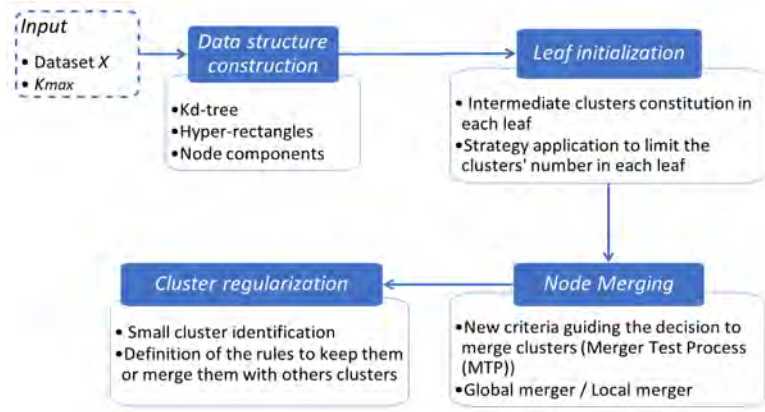 Input
• Dataset X
• Kmax
Data structure
construction
•Kd-tree
•Hyper-rectangles
•Node components
Leaf initialization
• Intermediate clusters constitution in
each leaf
•Strategy application to limit the
clusters' number in each leaf
Node Merging
•New criteria guiding the decision to
merge clusters (Merger Test Process
(MTP))
•Global merger / Local merger
Cluster regularization
• Small cluster identification
•Definition of the rules to keep them
or merge them with others clusters